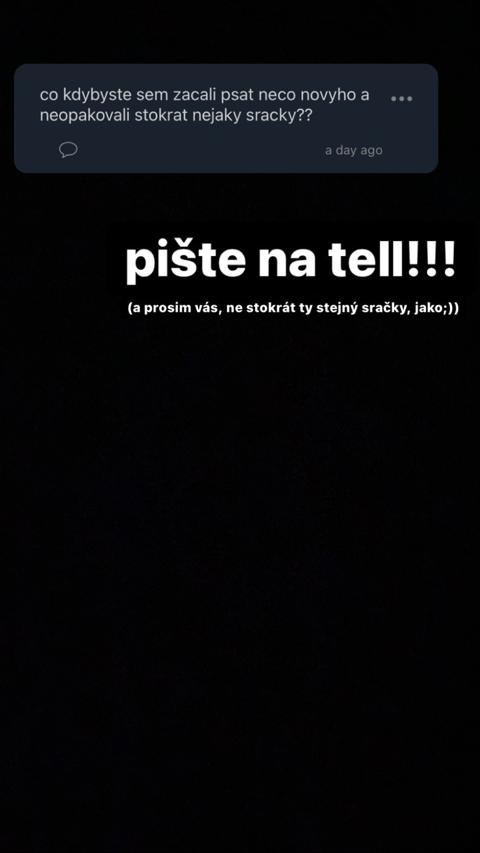 co kdybyste sem zacali psat neco novyho a
neopakovali stokrat nejaky sracky??
a day ago
pište na tell!!!
(a prosim vás, ne stokrát ty stejný sračky, jako;))